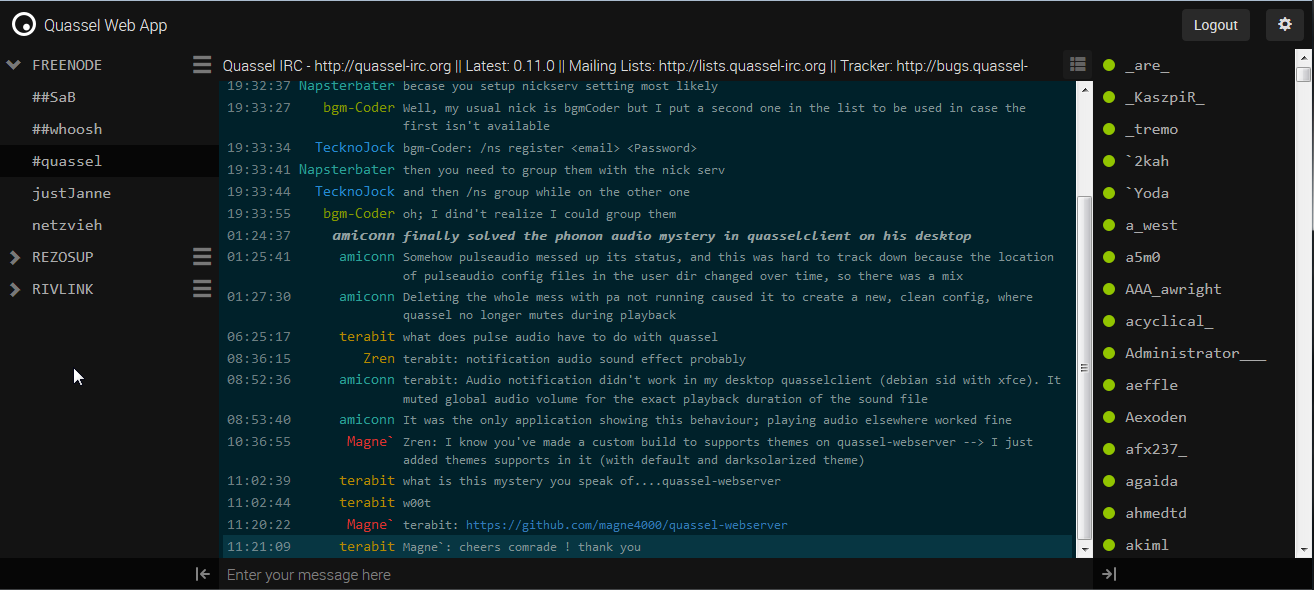 Quassel Web App
Logout
FREENODE
##SaB
##whoosh
#quassel
justJanne
netzvieh
REZOSUP
RIVLINK
Quassel IRC - http://quassel-irc.org || Latest: 0.11.0 || Mailing Lists: http://lists.quassel-irc.org || Tracker: http://bugs.quassel-
19:32:37 Napsterbater becase you setup nickserv setting most likely
19:33:27 bgm-Coder Well, my usual nick is bgmCoder but I put a second one in the list to be used in case the
first isn't available
19:33:34 TecknoJock bgm-Coder: /ns register <email> <Password>
19:33:41 Napsterbater then you need to group them with the nick serv
19:33:44 TecknoJock and then /ns group while on the other one
19:33:55 bgm-Coder oh; I dind't realize I could group them
01:24:37 amiconn finally solved the phonon audio mystery in quasselclient on his desktop
01:25:41 amiconn Somehow pulseaudio messed up its status, and this was hard to track down because the location
of pulseaudio config files in the user dir changed over time, so there was a mix
01:27:30 amiconn Deleting the whole mess with pa not running caused it to create a new, clean config, where
quassel no longer mutes during playback
06:25:17 terabit what does pulse audio have to do with quassel
08:36:15 Zren terabit: notification audio sound effect probably
08:52:36 amiconn terabit: Audio notification didn't work in my desktop quasselclient (debian sid with xfce). It
muted global audio volume for the exact playback duration of the sound file
08:53:40 amiconn It was the only application showing this behaviour; playing audio elsewhere worked fine
10:36:55 Magne` Zren: I know you've made a custom build to supports themes on quassel-webserver --> I just
added themes supports in it (with default and darksolarized theme)
11:02:39 terabit what is this mystery you speak of....quassel-webserver
11:02:44 terabit w00t
11:20:22 Magne` terabit: https://github.com/magne4000/quassel-webserver
11:21:09 terabit Magne`: cheers comrade ! thank you
Enter your message here
_are_
_KaszpiR_
_tremo
`2kah
`Yoda
a_west
a5m0
AAA_awright
acyclical_
Administrator___
aeffle
Aexoden
afx237_
agaida
ahmedtd
akiml